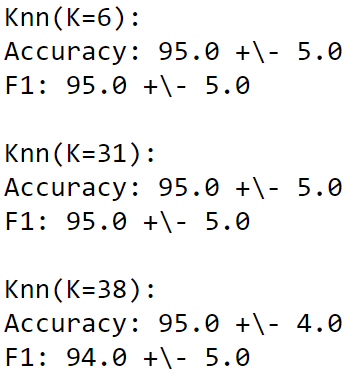 Knn(K=6):
Accuracy: 95.0 +\- 5.0
F1: 95.0 +\- 5.0

Knn(K=31):
Accuracy: 95.0 +\- 5.0
F1: 95.0 +\- 5.0

Knn(K=38):
Accuracy: 95.0 +\- 4.0
F1: 94.0 +\- 5.0